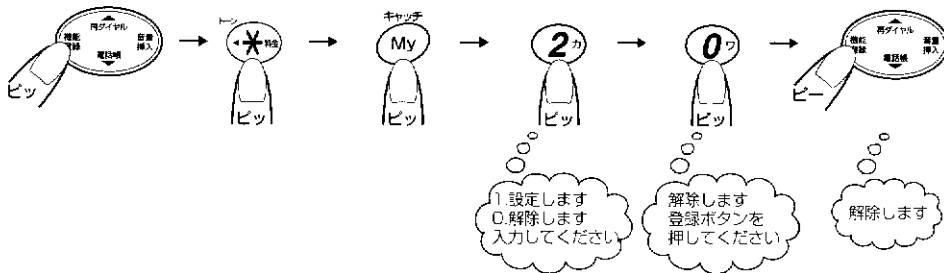 再ダイヤル
機能 音量
登録 挿入
電話帳
ピッ
トーン
* 料金
ピッ
キャッチ
My
ピッ
2 カ
ピッ
0 ワ
ピッ
再ダイヤル
機能 音量
登録 挿入
電話帳
ピー
1.設定します
0.解除します
入力してください
解除します
登録ボタンを
押してください
解除します